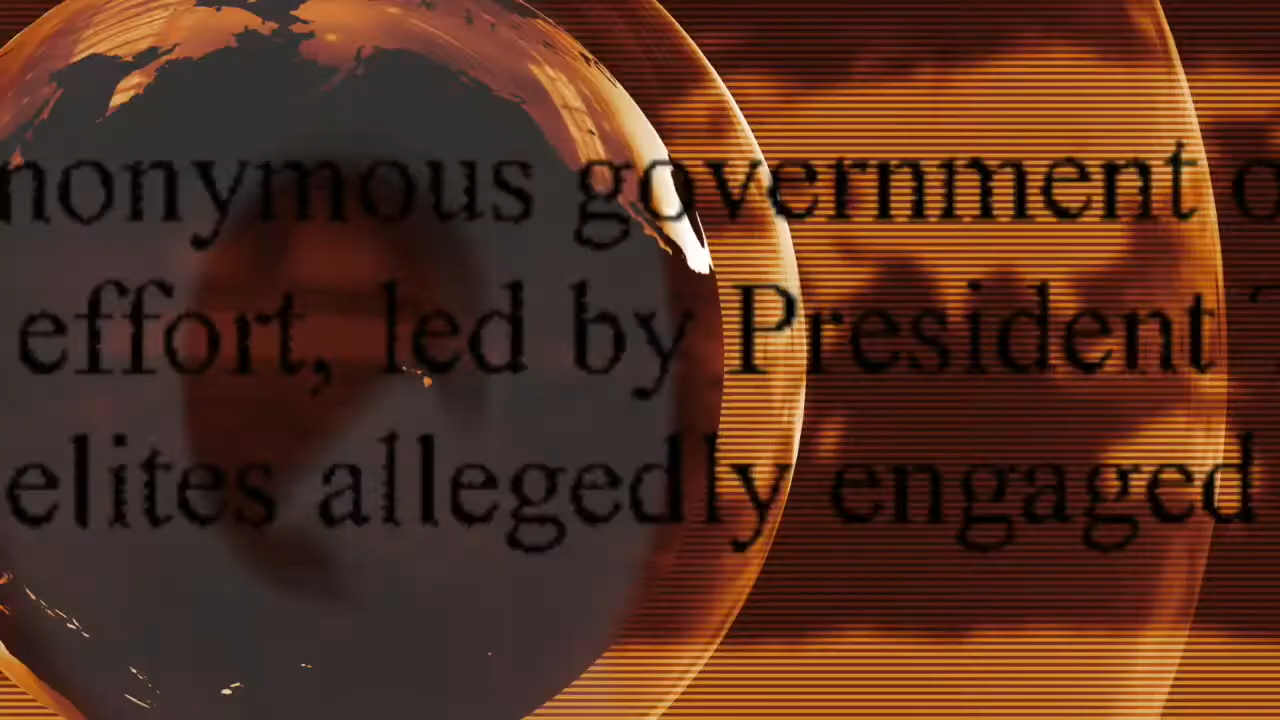 nonymous government o
effort, led by President
elites allegedly engaged